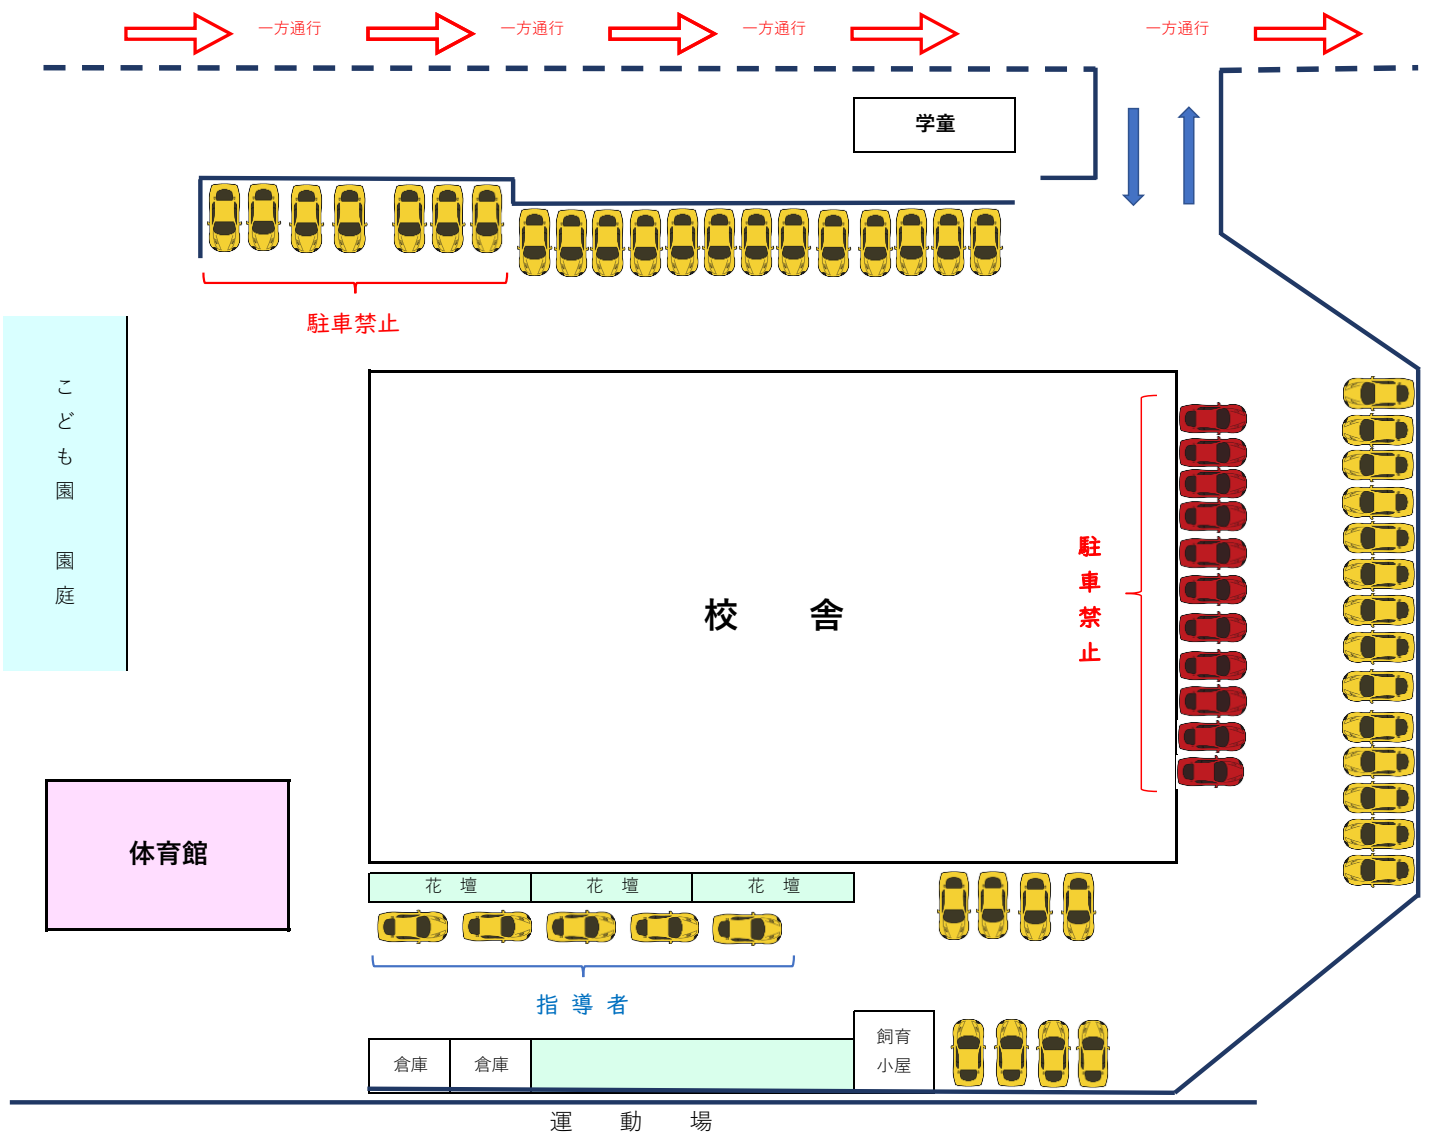 一方通行
一方通行
一方通行
一方通行
学童
駐車禁止
こども園　園庭
駐車禁止
校　舎
体育館
花　壇
花　壇
花　壇
指 導 者
倉庫
倉庫
飼育
小屋
運　動　場